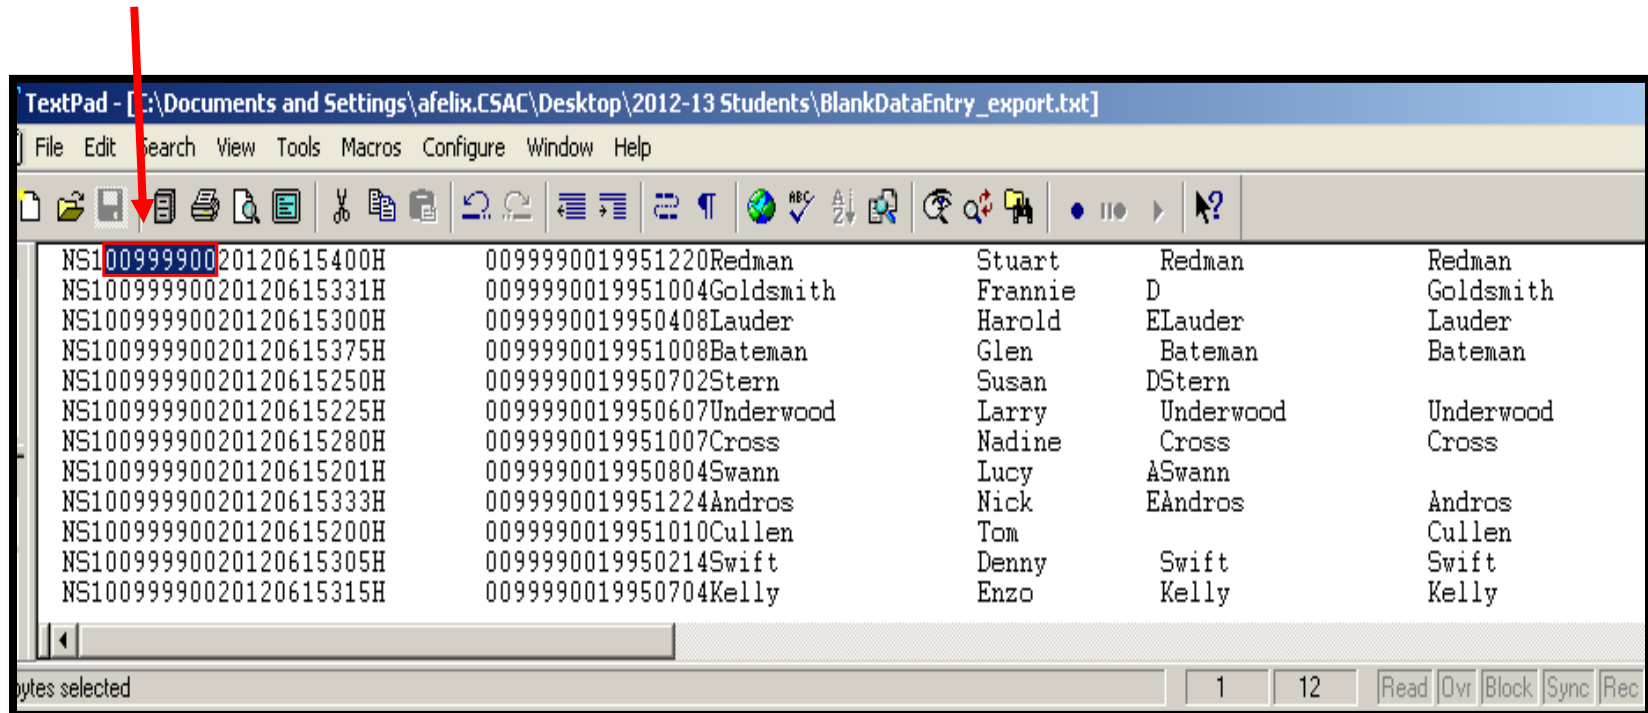 TextPad - [C:\Documents and Settings\afelix.CSAC\Desktop\2012-13 Students\BlankDataEntry_export.txt]
File Edit Search View Tools Macros Configure Window Help
NS10099990020120615400H 0099990019951220Redman Stuart Redman Redman
NS10099990020120615331H 0099990019951004Goldsmith Frannie D Goldsmith
NS10099990020120615300H 0099990019950408Lauder Harold ELauder Lauder
NS10099990020120615375H 0099990019951008Bateman Glen Bateman Bateman
NS10099990020120615250H 0099990019950702Stern Susan DStern
NS10099990020120615225H 0099990019950607Underwood Larry Underwood Underwood
NS10099990020120615280H 0099990019951007Cross Nadine Cross Cross
NS10099990020120615201H 0099990019950804Swann Lucy ASwann
NS10099990020120615333H 0099990019951224Andros Nick EAndros Andros
NS10099990020120615200H 0099990019951010Cullen Tom Cullen
NS10099990020120615305H 0099990019950214Swift Denny Swift Swift
NS10099990020120615315H 0099990019950704Kelly Enzo Kelly Kelly
bytes selected 1 12 Read Ovr Block Sync Rec